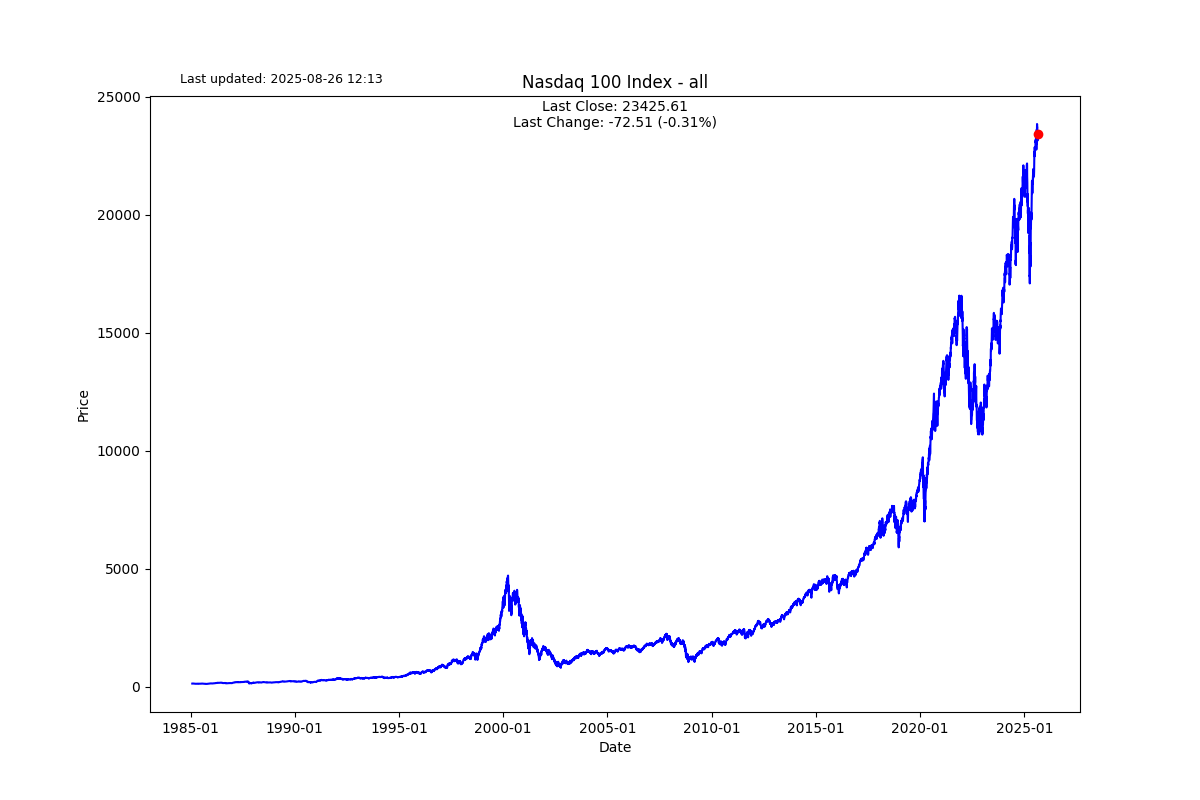 Last updated: 2025-08-26 12:13
Nasdaq 100 Index - all
Last Close: 23425.61
Last Change: -72.51 (-0.31%)
25000
20000
15000
10000
5000
0
Price
1985-01 1990-01 1995-01 2000-01 2005-01 2010-01 2015-01 2020-01 2025-01
Date